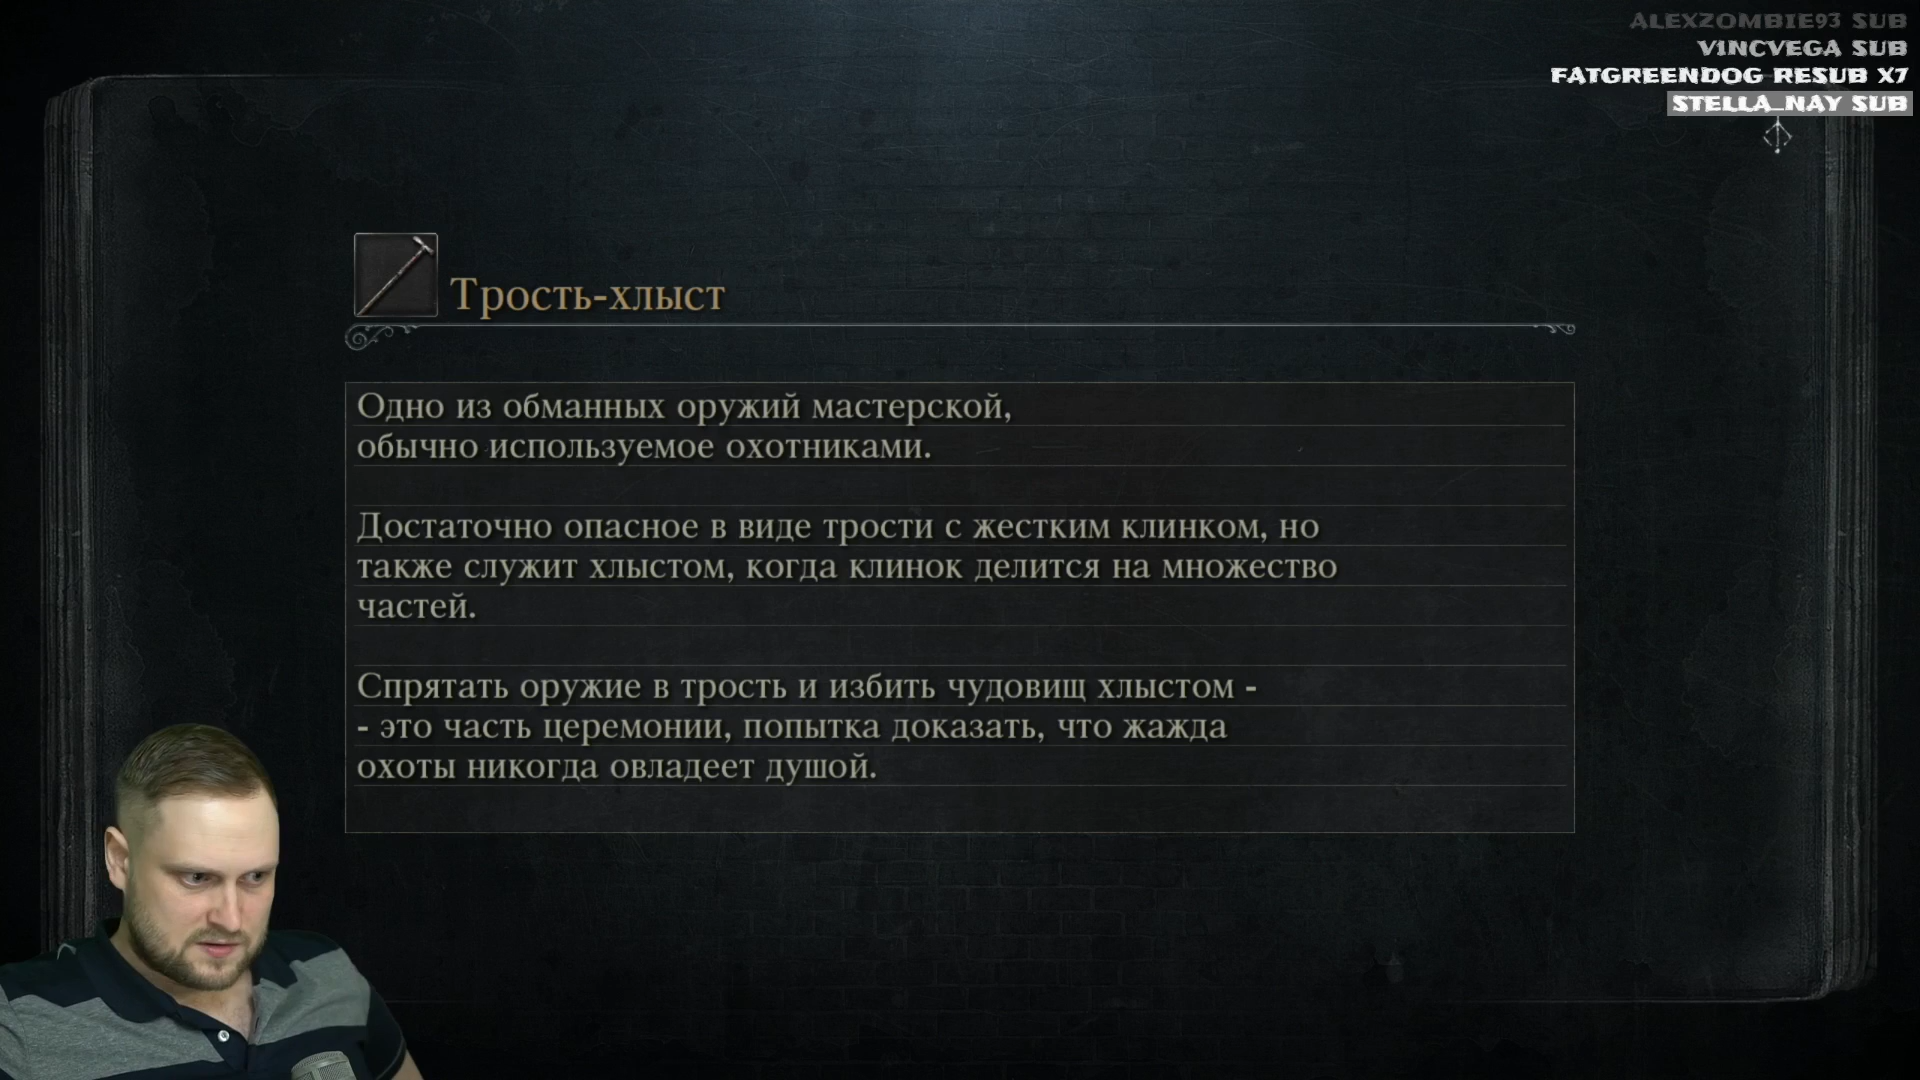 ALEXZOMBIE93 SUB
VINCVEGA SUB
FATGREENDOG RESUB X7
STELLA_NAY SUB
Трость-хлыст
Одно из обманных оружий мастерской,
обычно используемое охотниками.
Достаточно опасное в виде трости с жестким клинком, но
также служит хлыстом, когда клинок делится на множество
частей.
Спрятать оружие в трость и избить чудовищ хлыстом -
- это часть церемонии, попытка доказать, что жажда
охоты никогда овладеет душой.